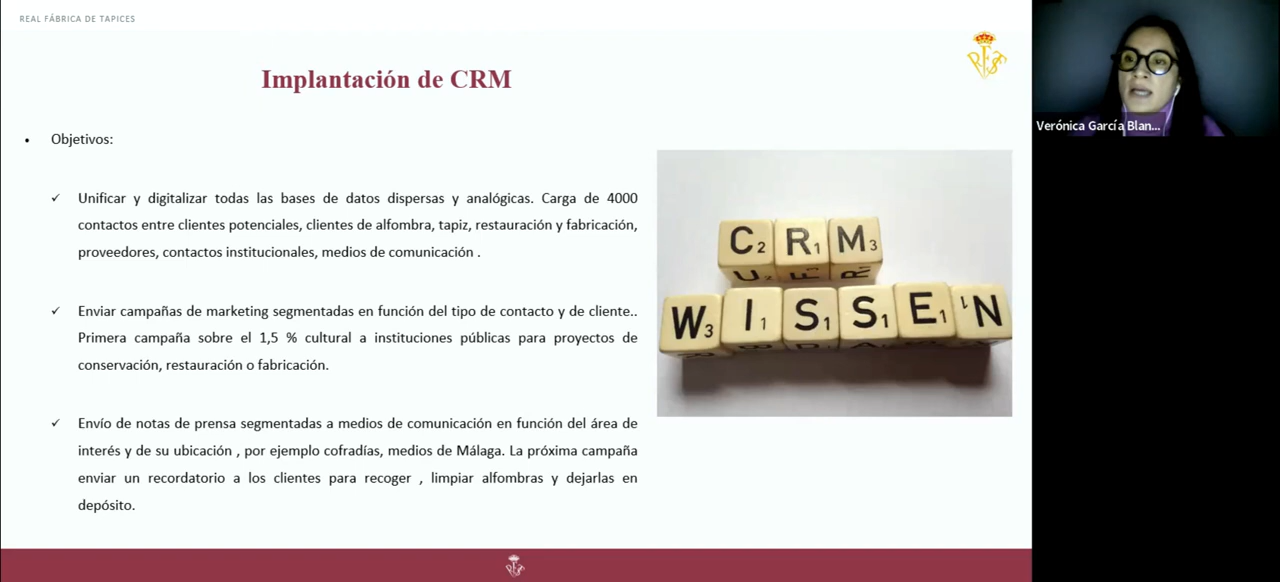 REAL FÁBRICA DE TAPICES
Implantación de CRM
• Objetivos:
✓ Unificar y digitalizar todas las bases de datos dispersas y analógicas. Carga de 4000
contactos entre clientes potenciales, clientes de alfombra, tapiz, restauración y fabricación,
proveedores, contactos institucionales, medios de comunicación .
✓ Enviar campañas de marketing segmentadas en función del tipo de contacto y de cliente..
Primera campaña sobre el 1,5 % cultural a instituciones públicas para proyectos de
conservación, restauración o fabricación.
✓ Envío de notas de prensa segmentadas a medios de comunicación en función del área de
interés y de su ubicación , por ejemplo cofradías, medios de Málaga. La próxima campaña
enviar un recordatorio a los clientes para recoger , limpiar alfombras y dejarlas en
depósito.
C2 R1 M3
W3 I1 S1 S1 E1 N1
Verónica García Blan...